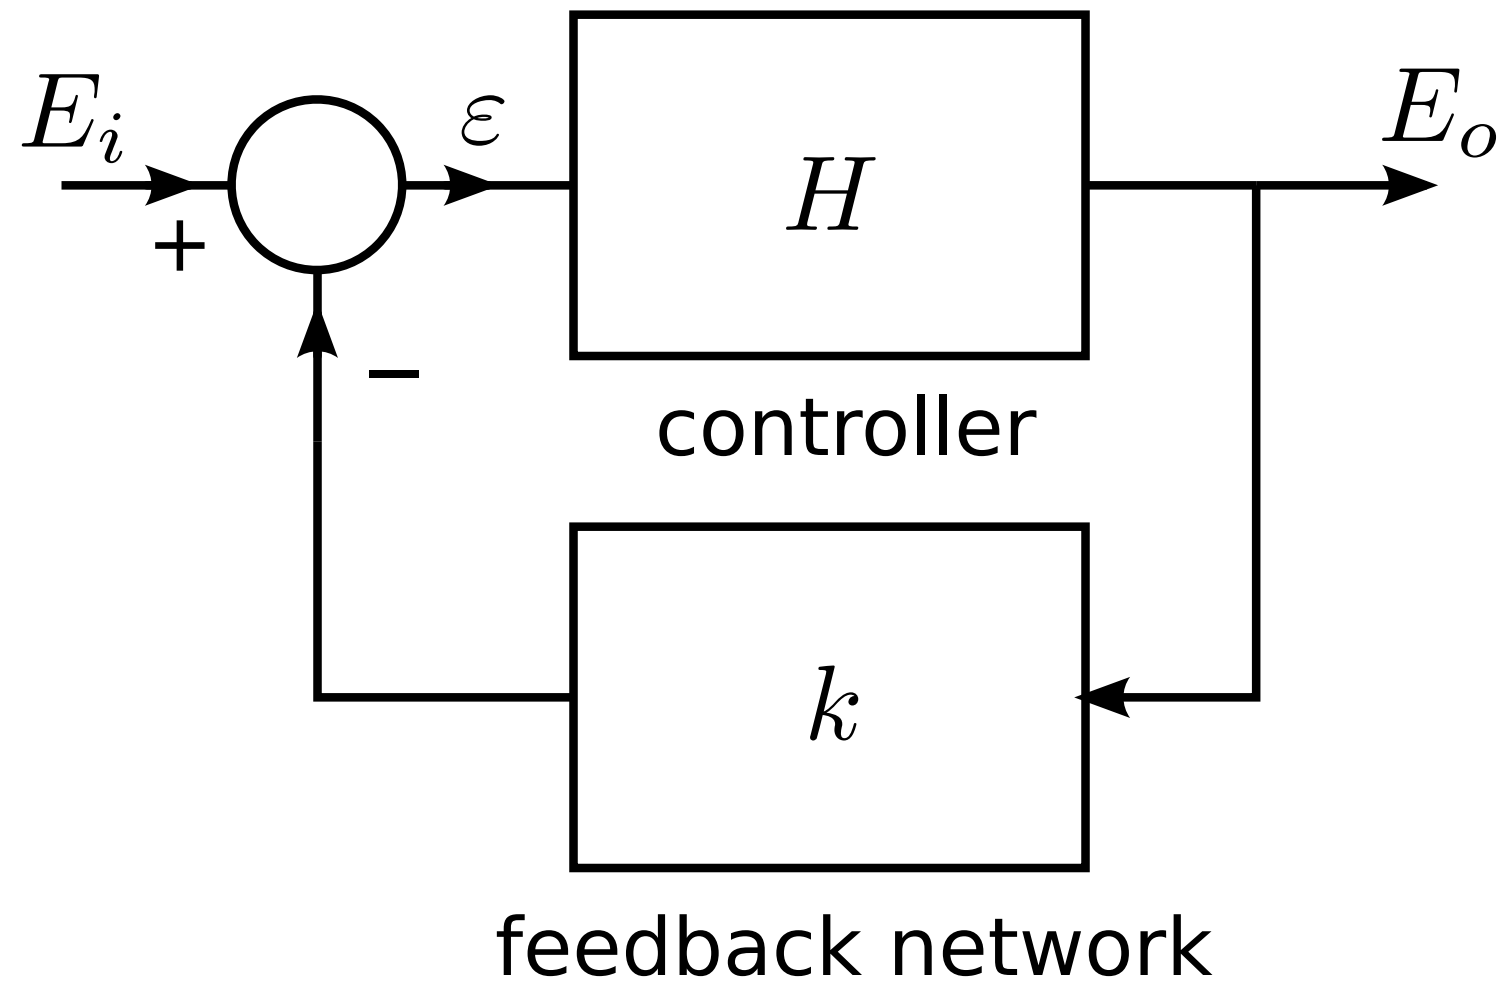 E_i
ε
H
E_o
+
−
controller
k
feedback network